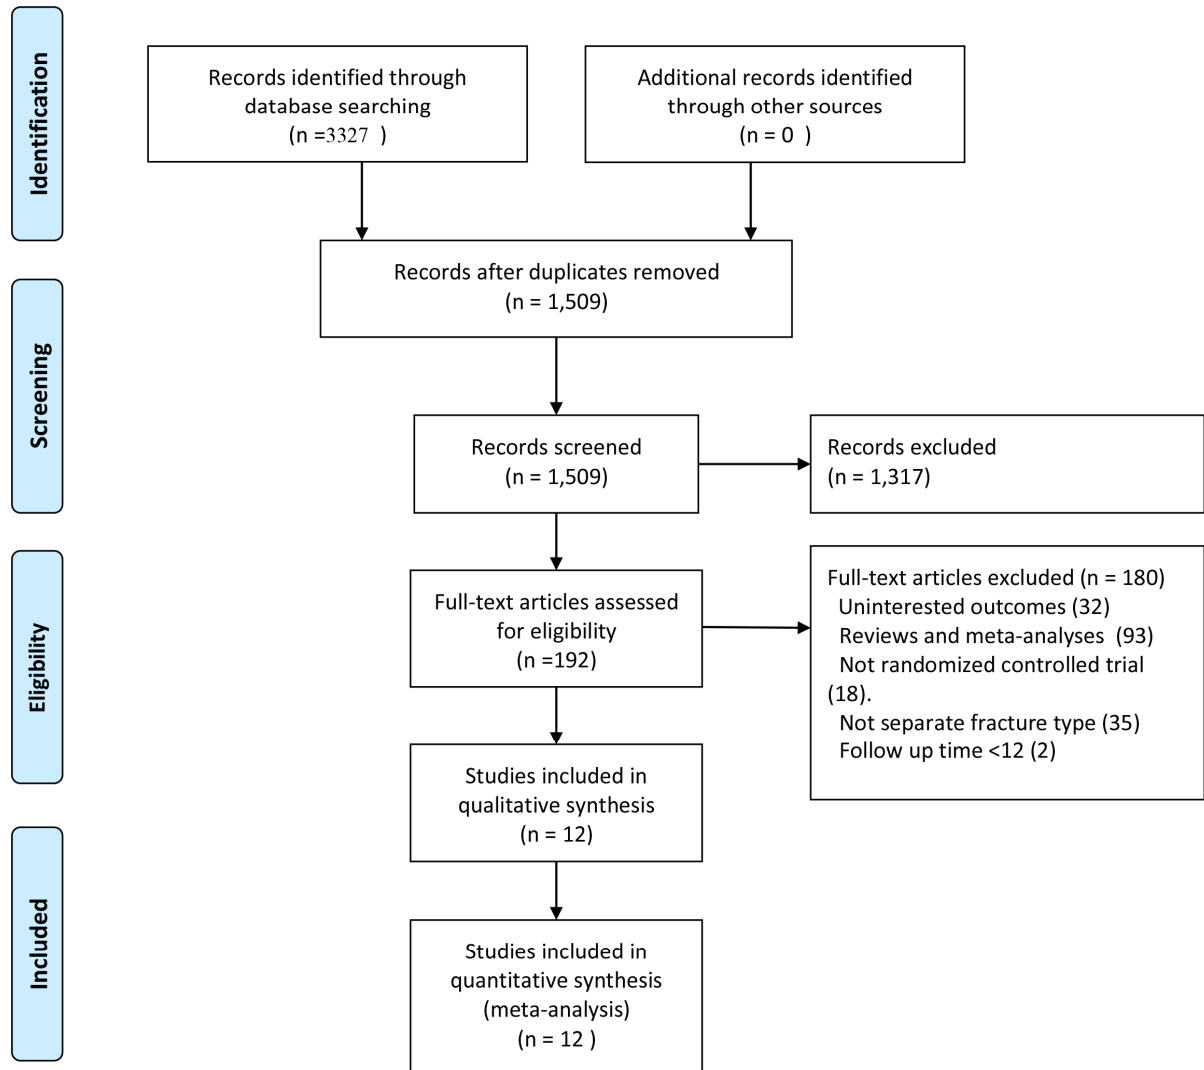 Identification
Records identified through
database searching
(n =3327  )
Additional records identified
through other sources
(n = 0  )
Records after duplicates removed
(n = 1,509)
Screening
Records screened
(n = 1,509)
Records excluded
(n = 1,317)
Eligibility
Full-text articles assessed
for eligibility
(n =192)
Full-text articles excluded (n = 180)
Uninterested outcomes (32)
Reviews and meta-analyses  (93)
Not randomized controlled trial
(18).
Not separate fracture type (35)
Follow up time <12 (2)
Studies included in
qualitative synthesis
(n = 12)
Included
Studies included in
quantitative synthesis
(meta-analysis)
(n = 12 )